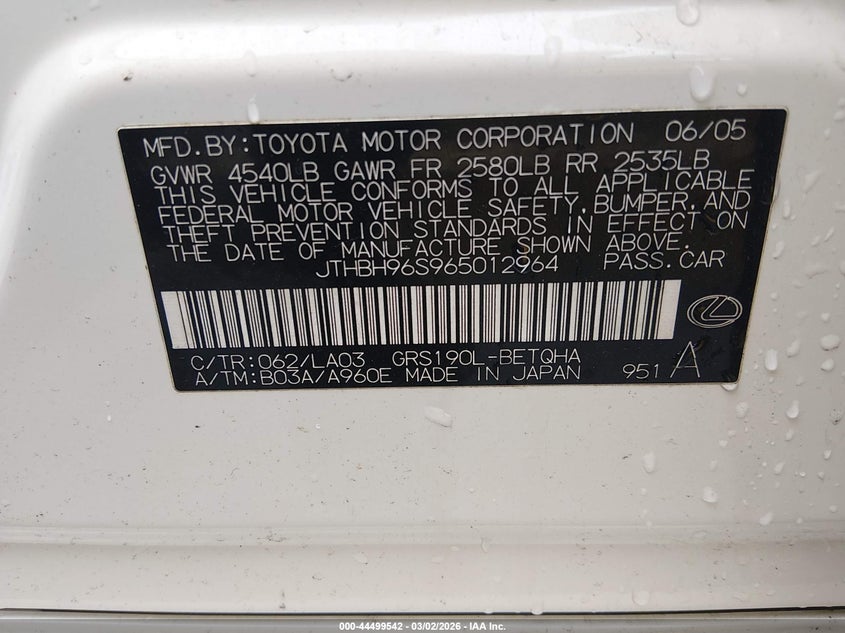 MFD.BY:TOYOTA MOTOR CORPORATION 06/05
GVWR 4540LB GAWR FR 2580LB RR 2535LB
THIS VEHICLE CONFORMS TO ALL APPLICABLE
FEDERAL MOTOR VEHICLE SAFETY,BUMPER,AND
THEFT PREVENTION STANDARDS IN EFFECT ON
THE DATE OF MANUFACTURE SHOWN ABOVE.
JTHBH96S965012964 PASS.CAR
C/TR:062/LA03 GRS190L-BETQHA
A/TM:B03A/A960E MADE IN JAPAN 951 A
000-44499542 - 03/02/2026 - IAA Inc.